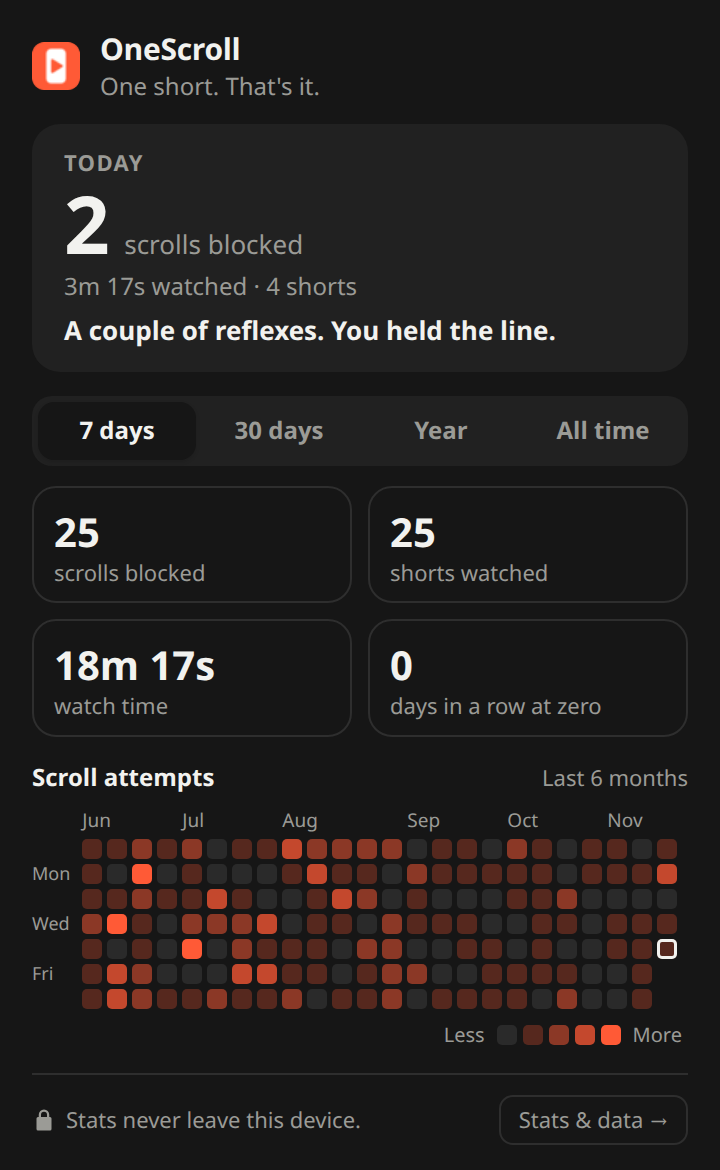 OneScroll
One short. That's it.
TODAY
2 scrolls blocked
3m 17s watched · 4 shorts
A couple of reflexes. You held the line.
7 days 30 days Year All time
25 25
scrolls blocked shorts watched
18m 17s 0
watch time days in a row at zero
Scroll attempts Last 6 months
Jun Jul Aug Sep Oct Nov
Mon
Wed
Fri
Less More
Stats never leave this device. Stats & data →